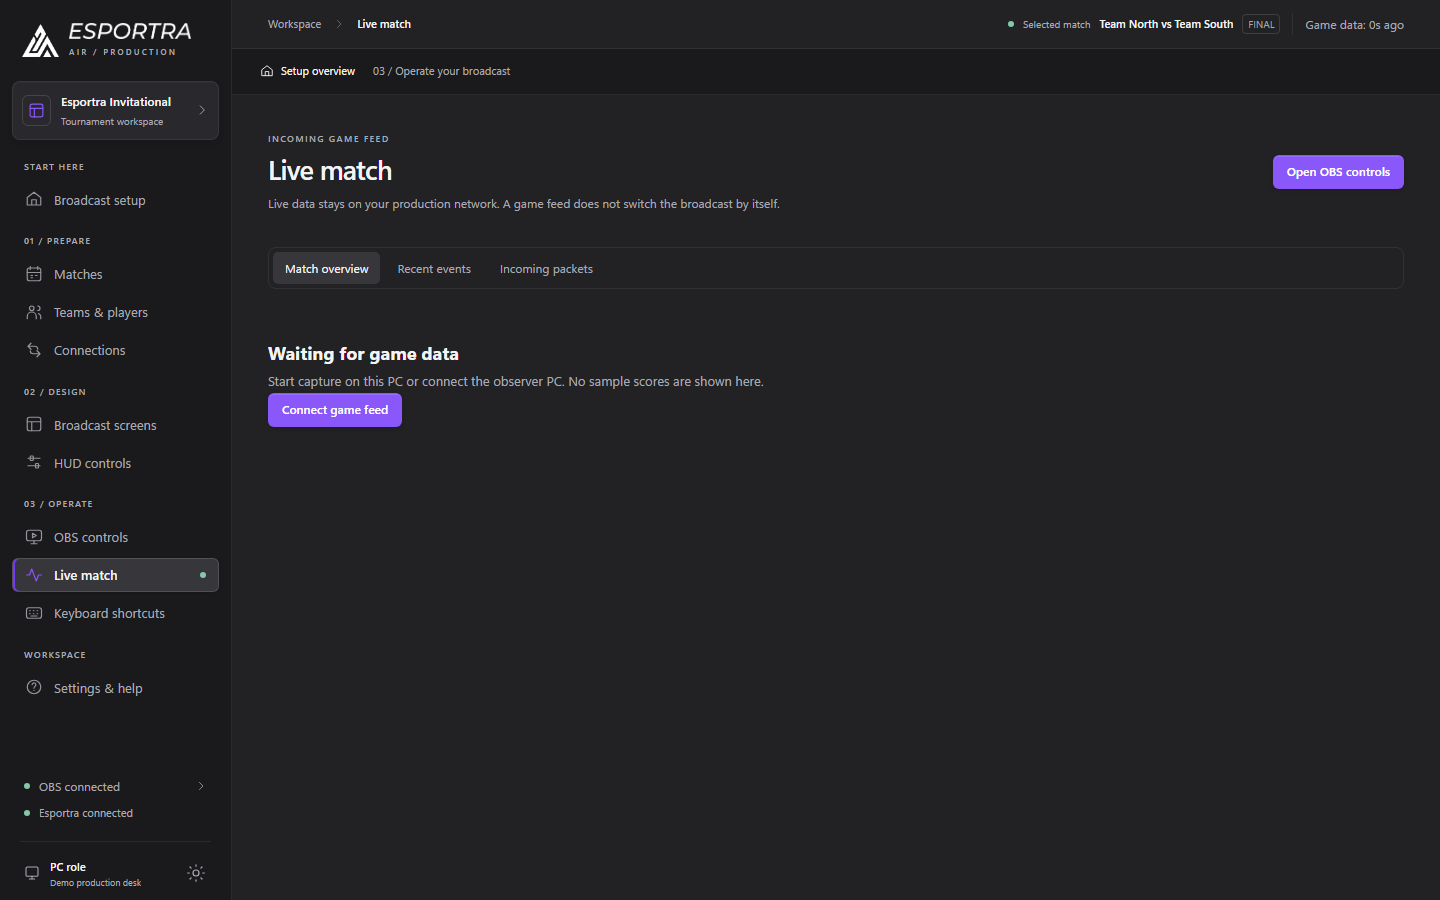 ESPORTRA
AIR / PRODUCTION
Esportra Invitational
Tournament workspace
START HERE
Broadcast setup
01 / PREPARE
Matches
Teams & players
Connections
02 / DESIGN
Broadcast screens
HUD controls
03 / OPERATE
OBS controls
Live match
Keyboard shortcuts
WORKSPACE
Settings & help
OBS connected
Esportra connected
PC role
Demo production desk
Workspace
Live match
Selected match Team North vs Team South FINAL
Game data: 0s ago
Setup overview
03 / Operate your broadcast
INCOMING GAME FEED
Live match
Live data stays on your production network. A game feed does not switch the broadcast by itself.
Open OBS controls
Match overview
Recent events
Incoming packets
Waiting for game data
Start capture on this PC or connect the observer PC. No sample scores are shown here.
Connect game feed